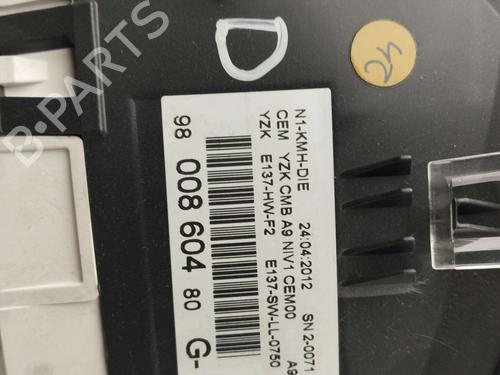 N1-KMH-DIE 24:04:2012 SN 2-0071
CEM YZK CMB A9 NIV1 CEM00 A9
YZK E137-HW-F2 E137-SW-LL-0750
98 008 604 80 G-
D
B-PARTS